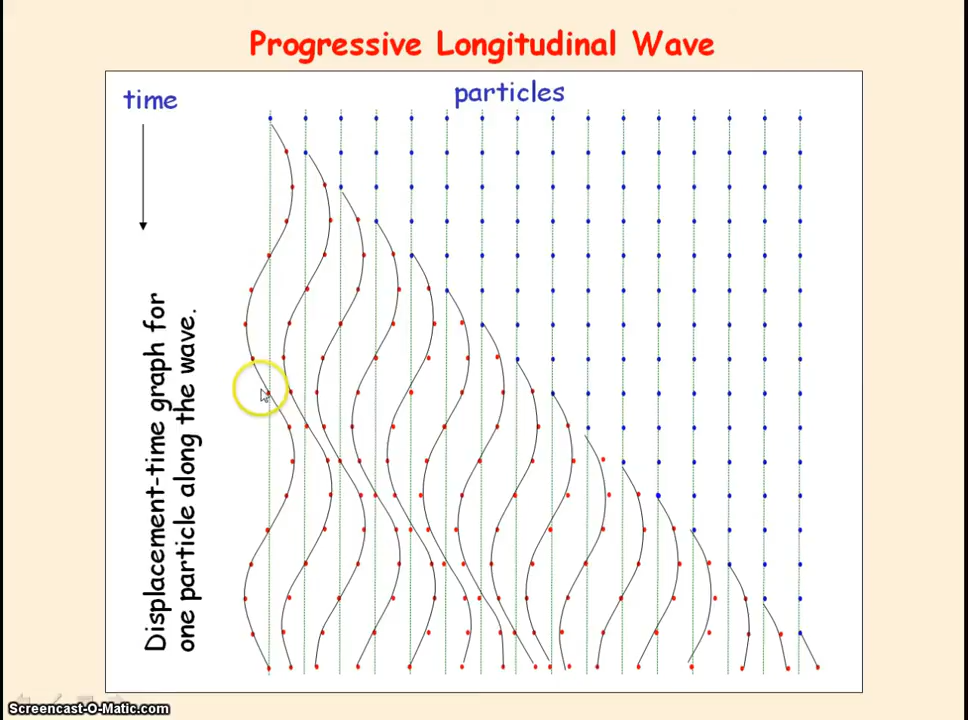 Progressive Longitudinal Wave
time
particles
Displacement-time graph for
one particle along the wave.
Screencast-O-Matic.com